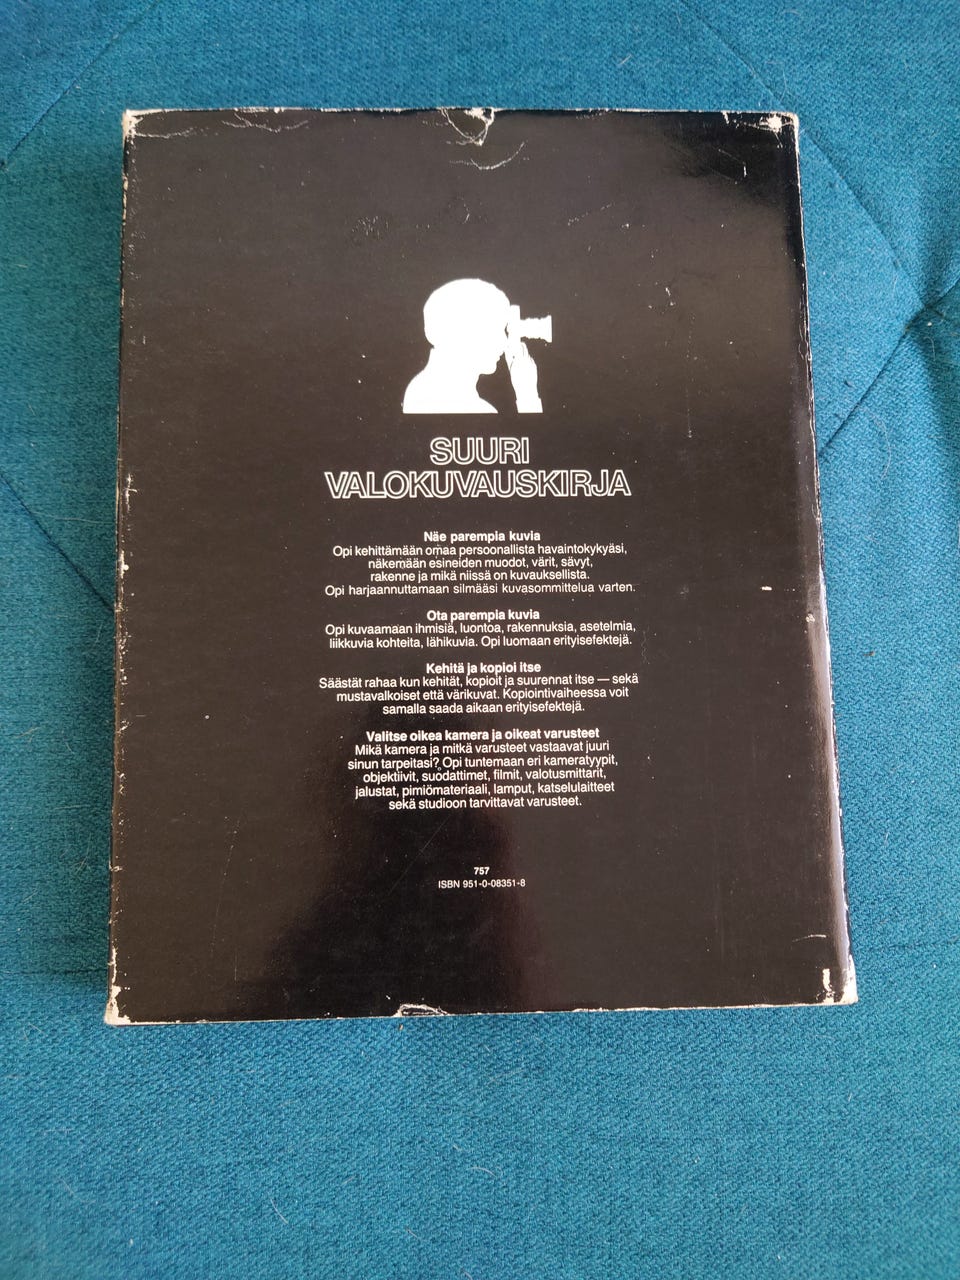 SUURI
VALOKUVAUSKIRJA
Näe parempia kuvia
Opi kehittämään omaa persoonallista havaintokykyäsi,
näkemään esineiden muodot, värit, sävyt,
rakenne ja mikä niissä on kuvauksellista.
Opi harjaannuttamaan silmääsi kuvasommittelua varten.
Ota parempia kuvia
Opi kuvaamaan ihmisiä, luontoa, rakennuksia, asetelmia,
liikkuvia kohteita, lähikuvia. Opi luomaan erityisefektejä.
Kehitä ja kopioi itse
Säästät rahaa kun kehität, kopioit ja suurennat itse — sekä
mustavalkoiset että värikuvat. Kopiointivaiheessa voit
samalla saada aikaan erityisefektejä.
Valitse oikea kamera ja oikeat varusteet
Mikä kamera ja mitkä varusteet vastaavat juuri
sinun tarpeitasi? Opi tuntemaan eri kameratyypit,
objektiivit, suodattimet, filmit, valotusmittarit,
jalustat, pimiömateriaali, lamput, katselulaitteet
sekä studioon tarvittavat varusteet.
757
ISBN 951-0-08351-8